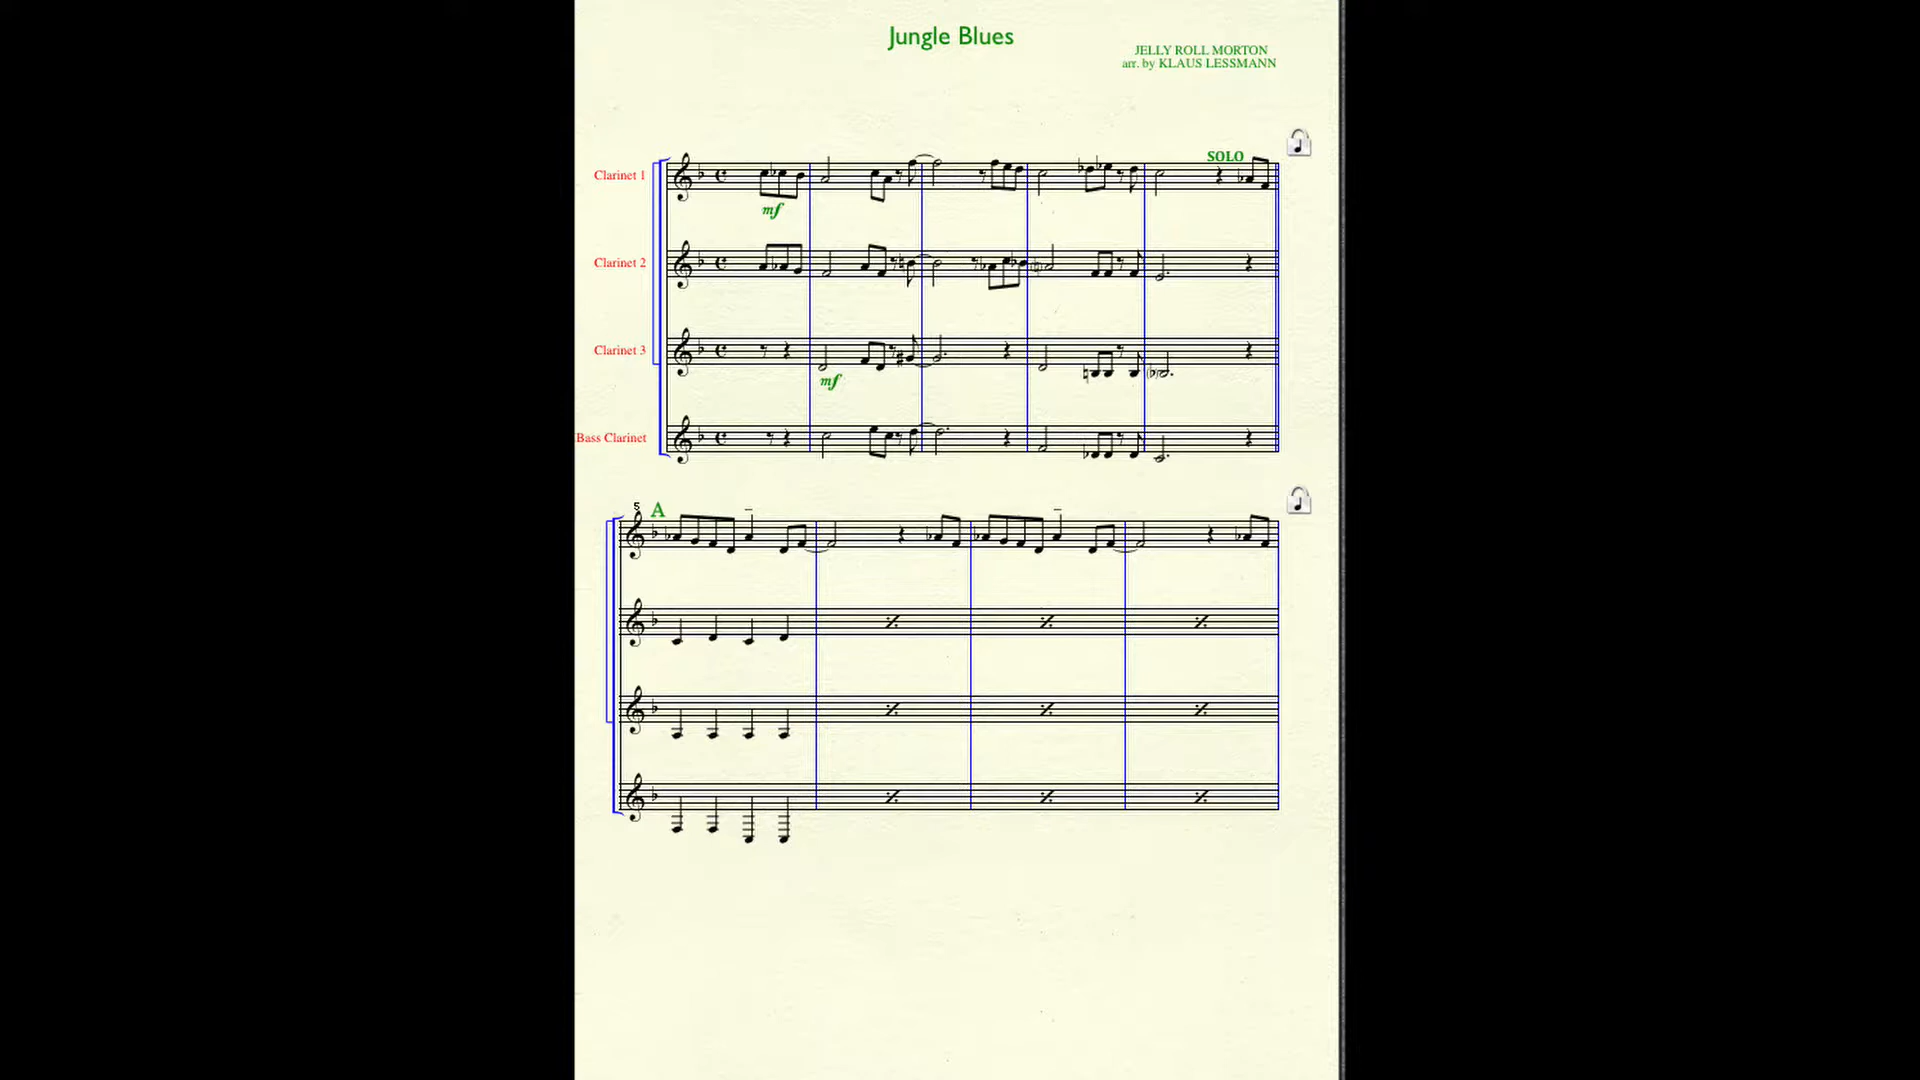 Jungle Blues
JELLY ROLL MORTON
arr. by KLAUS LESSMANN
SOLO
Clarinet 1
mf
Clarinet 2
Clarinet 3
mf
Bass Clarinet
5
A